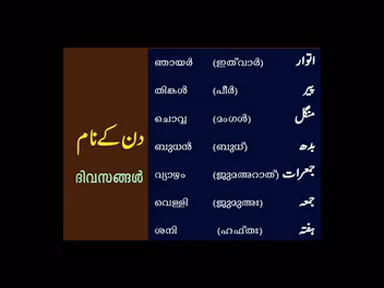 دن کے نام
ദിവസങ്ങൾ
ഞായർ (ഇത്‌വാർ) اتوار
തിങ്കൾ (പീർ) پیر
ചൊവ്വ (മംഗൾ) منگل
ബുധൻ (ബുധ്) بدھ
വ്യാഴം (ജുമഅറാത്) جمعرات
വെള്ളി (ജുമുഅഃ) جمعہ
ശനി (ഹഫ്തഃ) ہفتہ